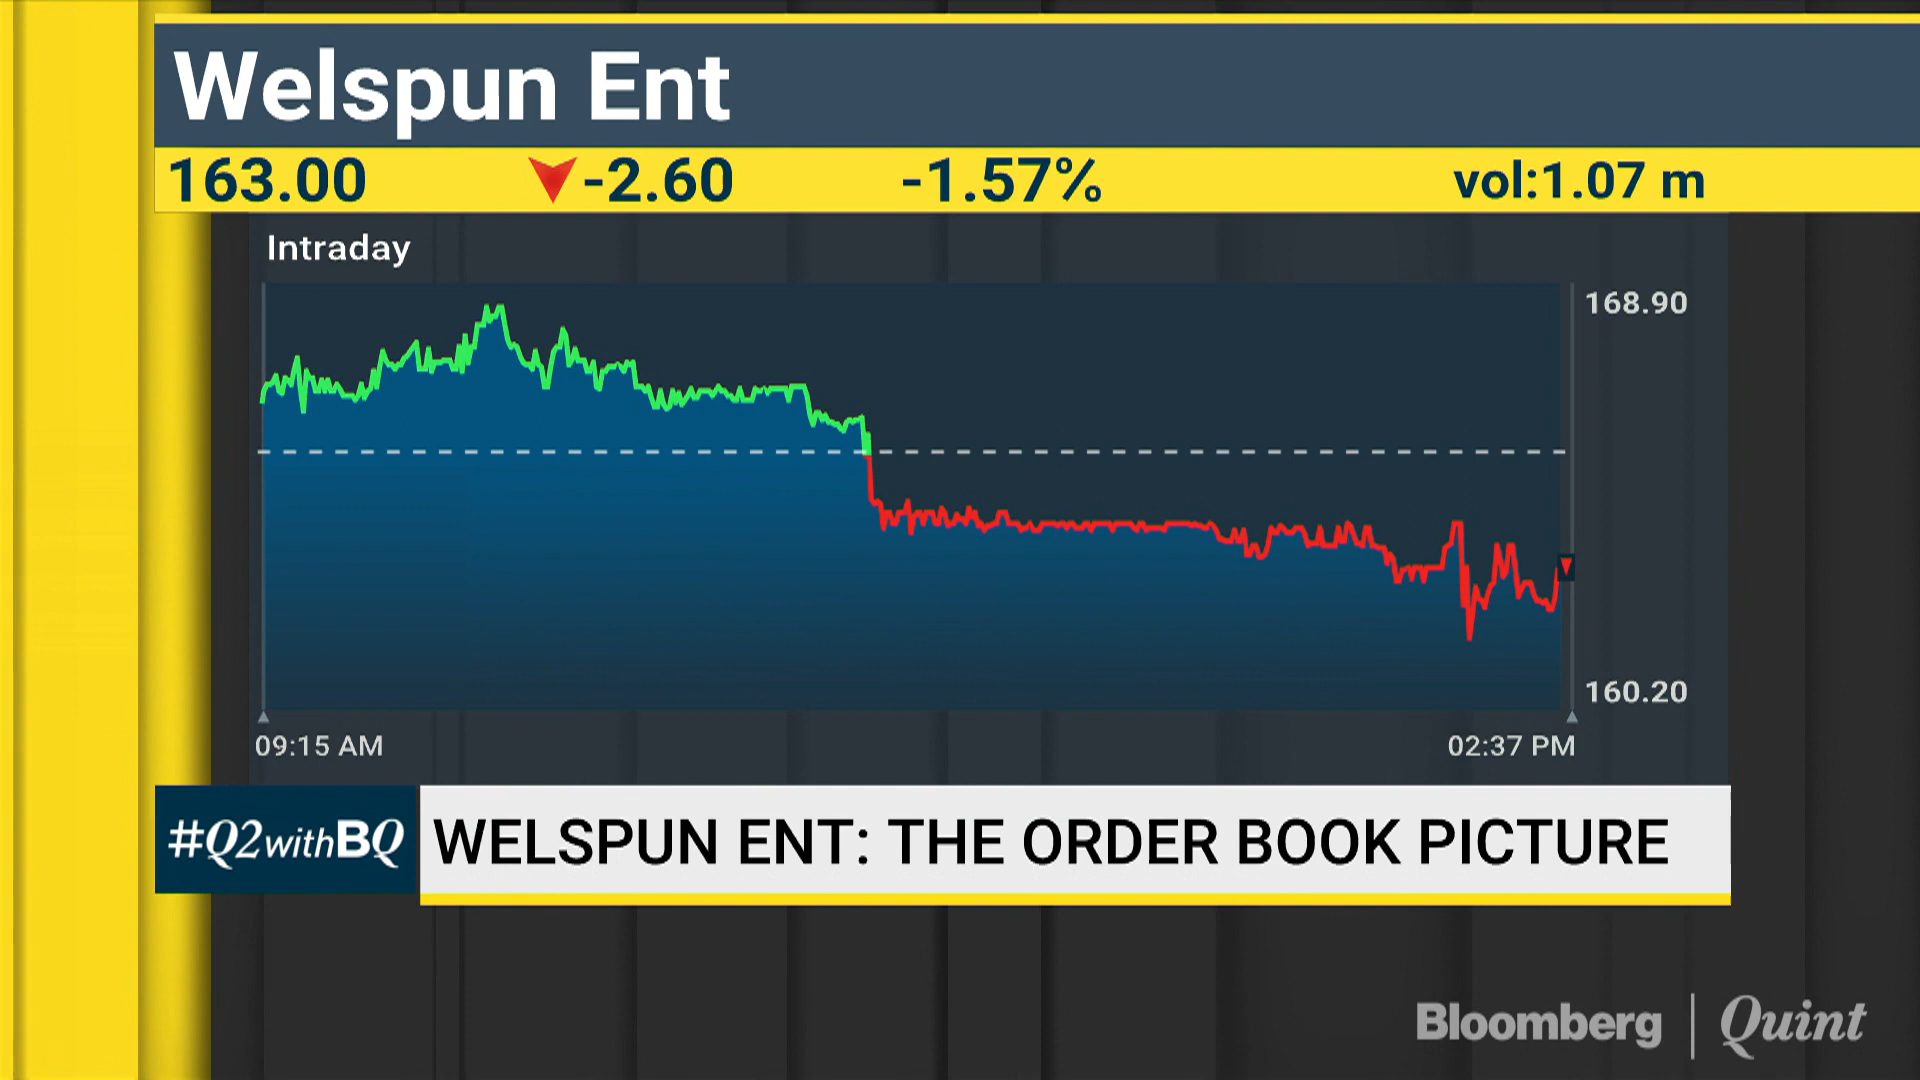 Welspun Ent
163.00 -2.60 -1.57% vol:1.07 m
Intraday
168.90
160.20
09:15 AM 02:37 PM
#Q2withBQ WELSPUN ENT: THE ORDER BOOK PICTURE
Bloomberg | Quint